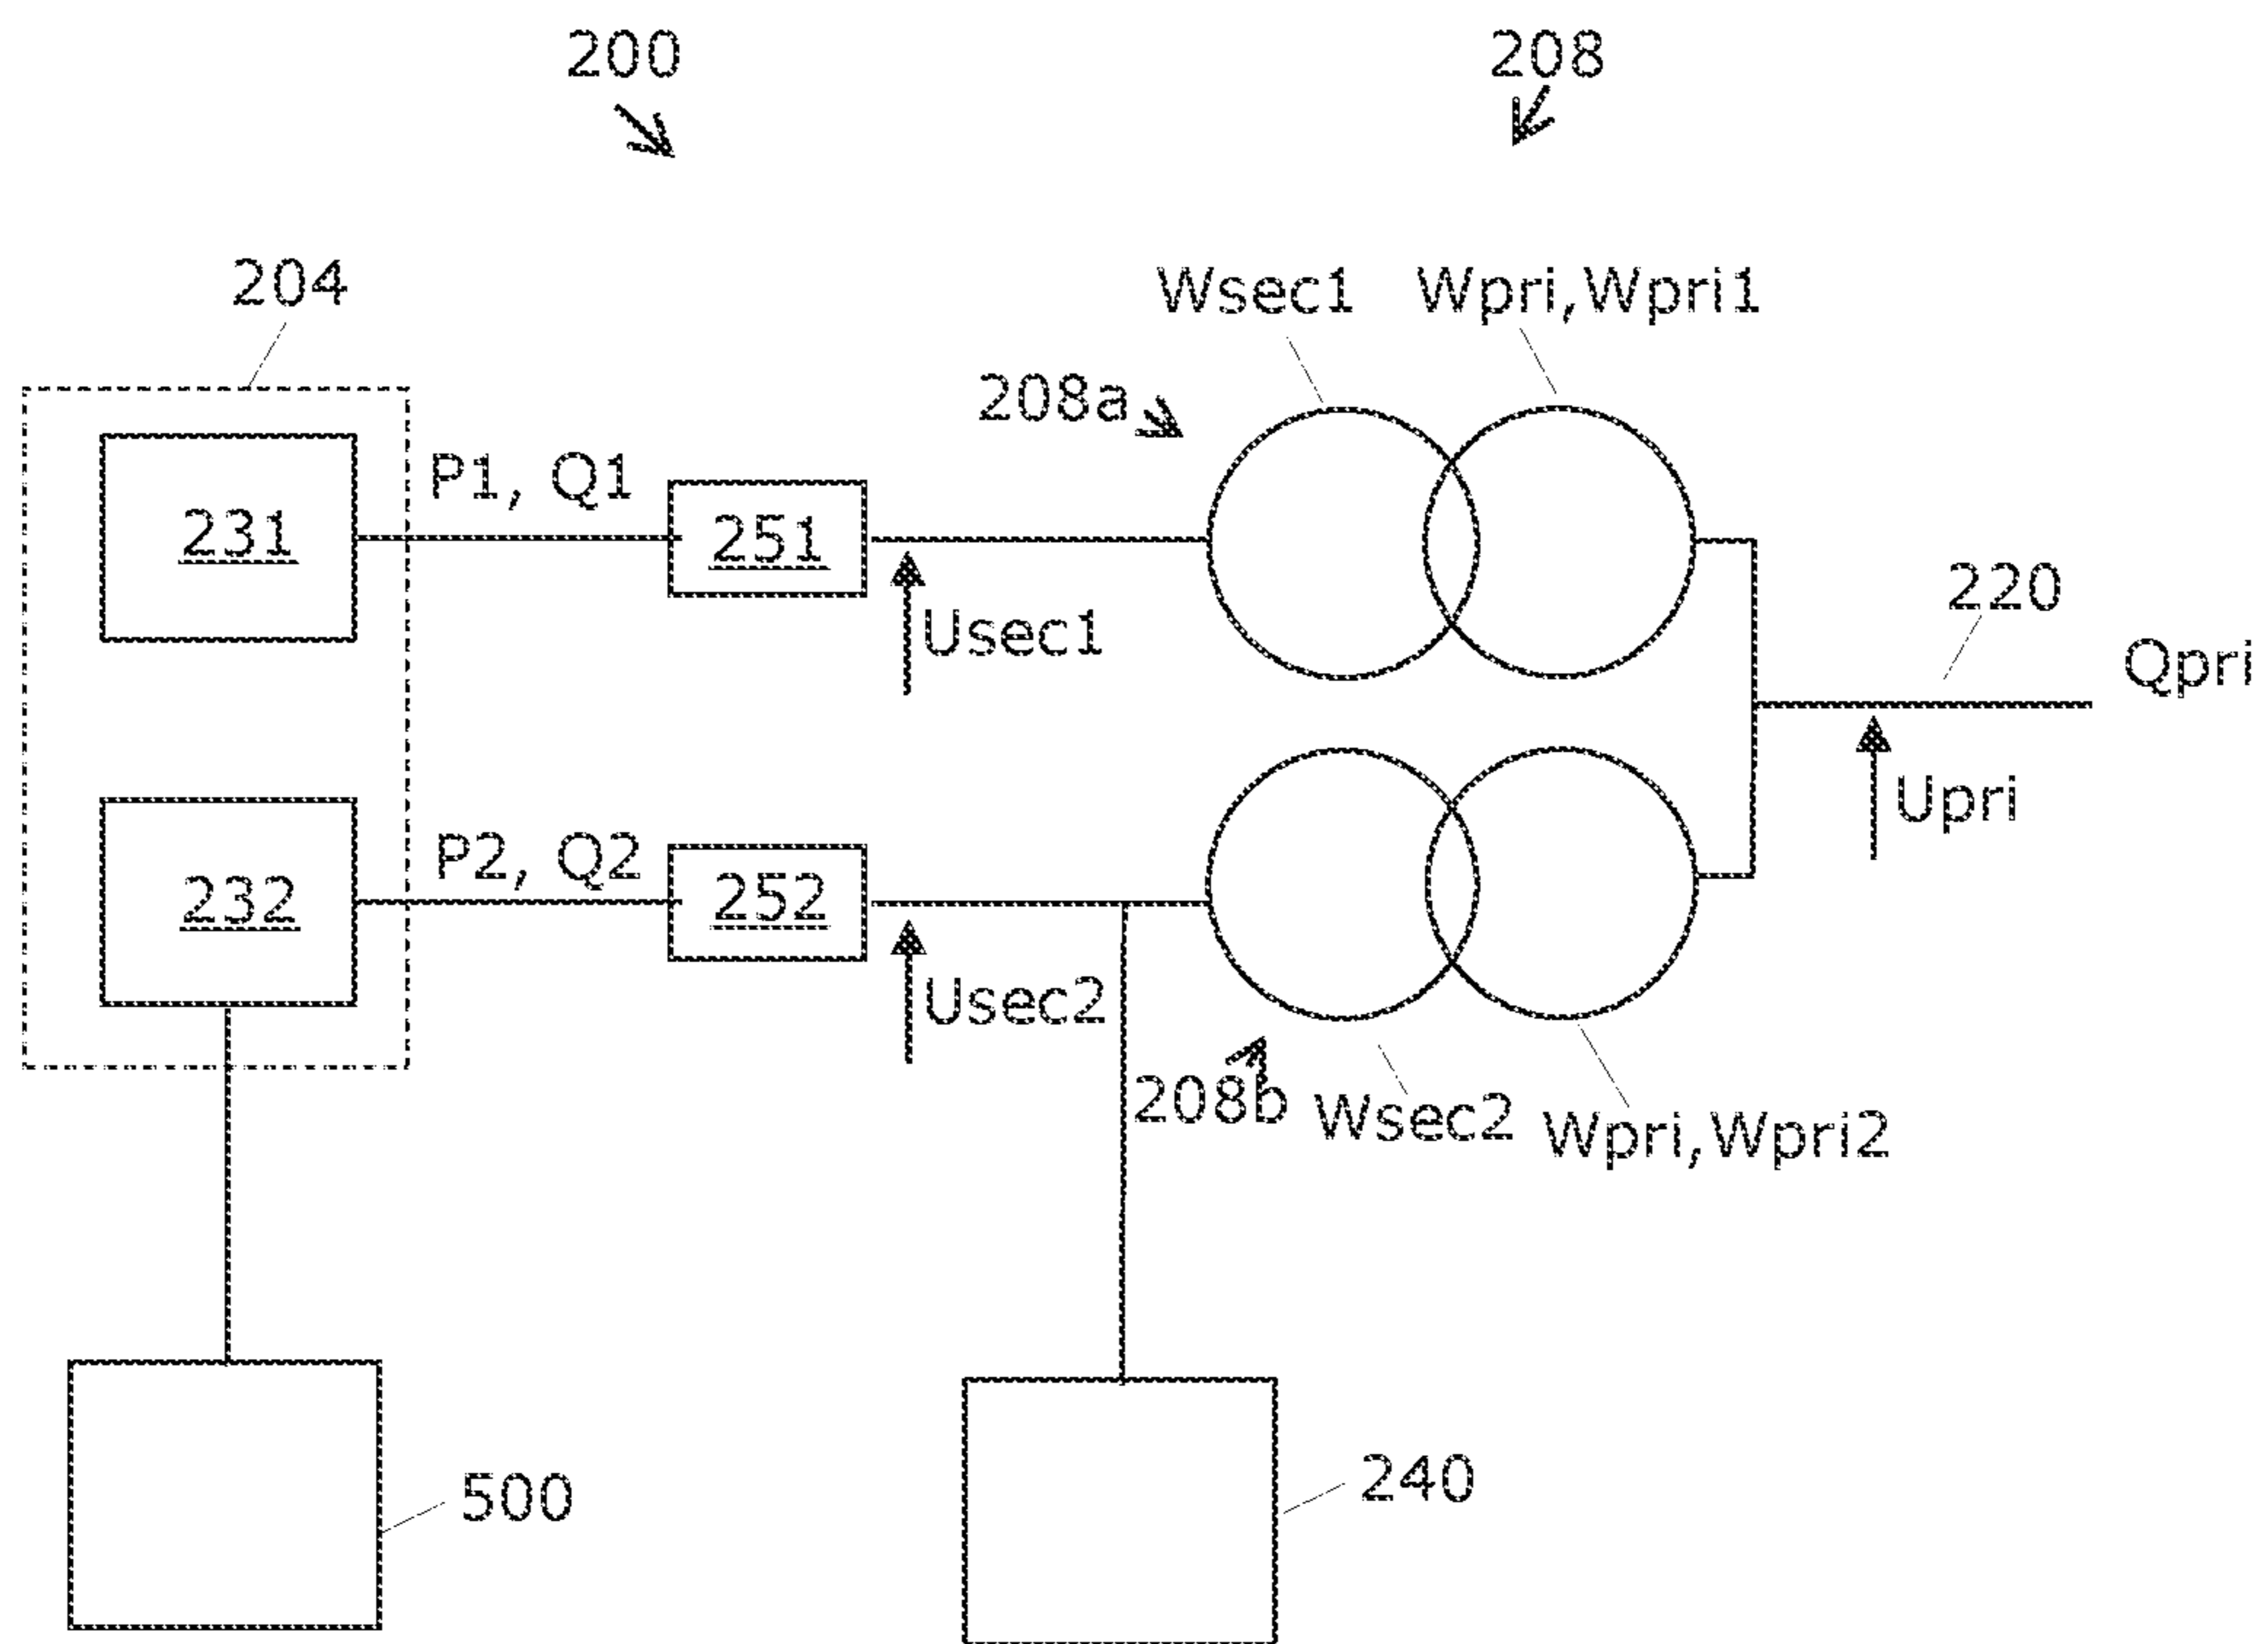 200
208
204
Wsec1
Wpri,Wpri1
208a
231
P1, Q1
251
Usec1
220
Qpri
Upri
232
P2, Q2
252
Usec2
208b
Wsec2
Wpri,Wpri2
500
240